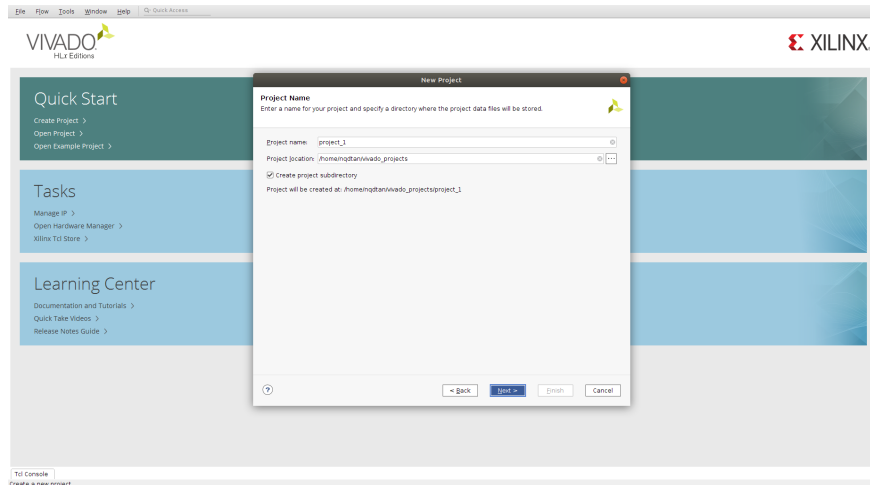 File Flow Tools Window Help Quick Access
VIVADO
HLx Editions
XILINX
New Project
Project Name
Enter a name for your project and specify a directory where the project data files will be stored.
Project name: project_1
Project location: /home/nqdtan/vivado_projects
Create project subdirectory
Project will be created at: /home/nqdtan/vivado_projects/project_1
? < Back Next > Finish Cancel
Quick Start
Create Project >
Open Project >
Open Example Project >
Tasks
Manage IP >
Open Hardware Manager >
Xilinx Tcl Store >
Learning Center
Documentation and Tutorials >
Quick Take Videos >
Release Notes Guide >
Tcl Console
Create a new project